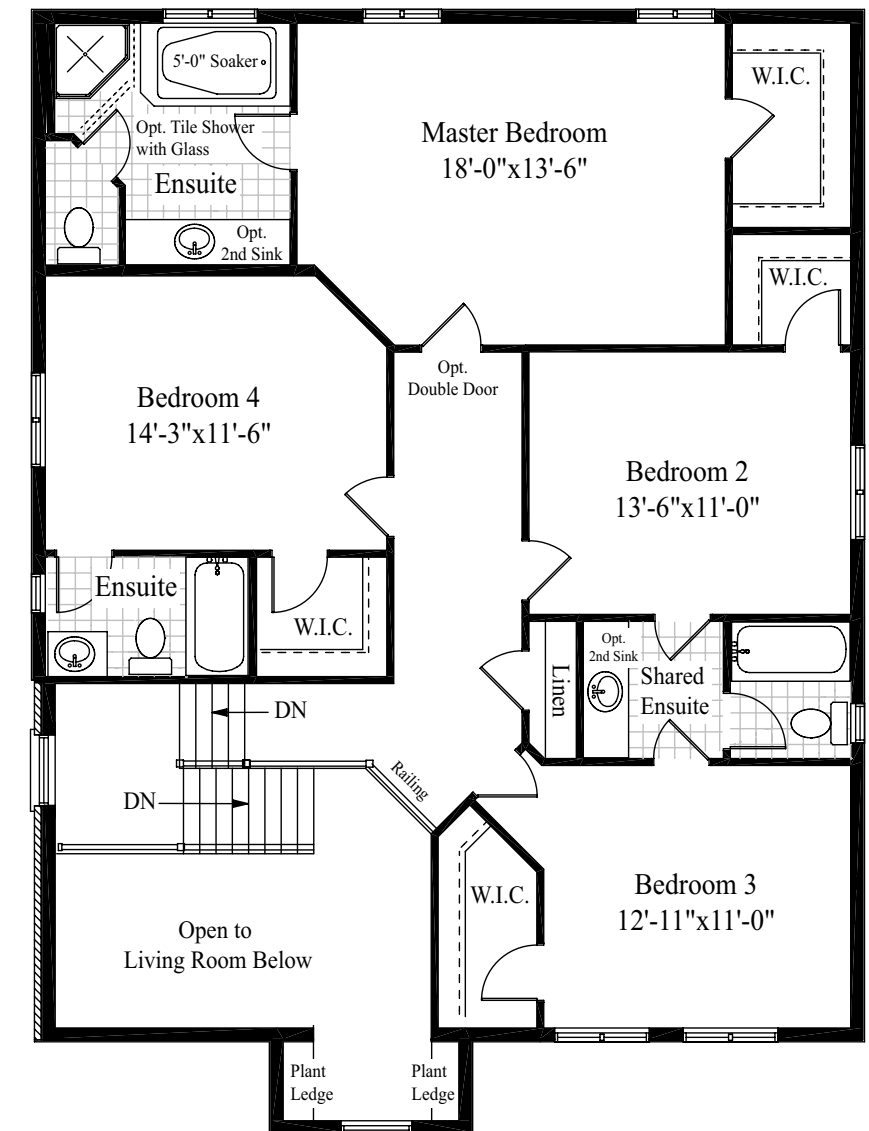 5'-0" Soaker
W.I.C.
Opt. Tile Shower
with Glass
Master Bedroom
18'-0"x13'-6"
Ensuite
Opt.
2nd Sink
W.I.C.
Opt.
Double Door
Bedroom 4
14'-3"x11'-6"
Bedroom 2
13'-6"x11'-0"
Ensuite
W.I.C.
Linen
Opt.
2nd Sink
Shared
Ensuite
DN
Railing
DN
W.I.C.
Bedroom 3
12'-11"x11'-0"
Open to
Living Room Below
Plant
Ledge
Plant
Ledge